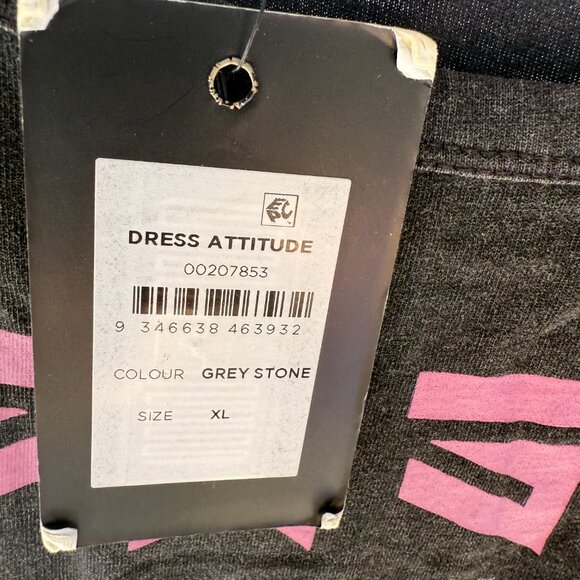 DRESS ATTITUDE
00207853
9 346638 463932
COLOUR GREY STONE
SIZE XL